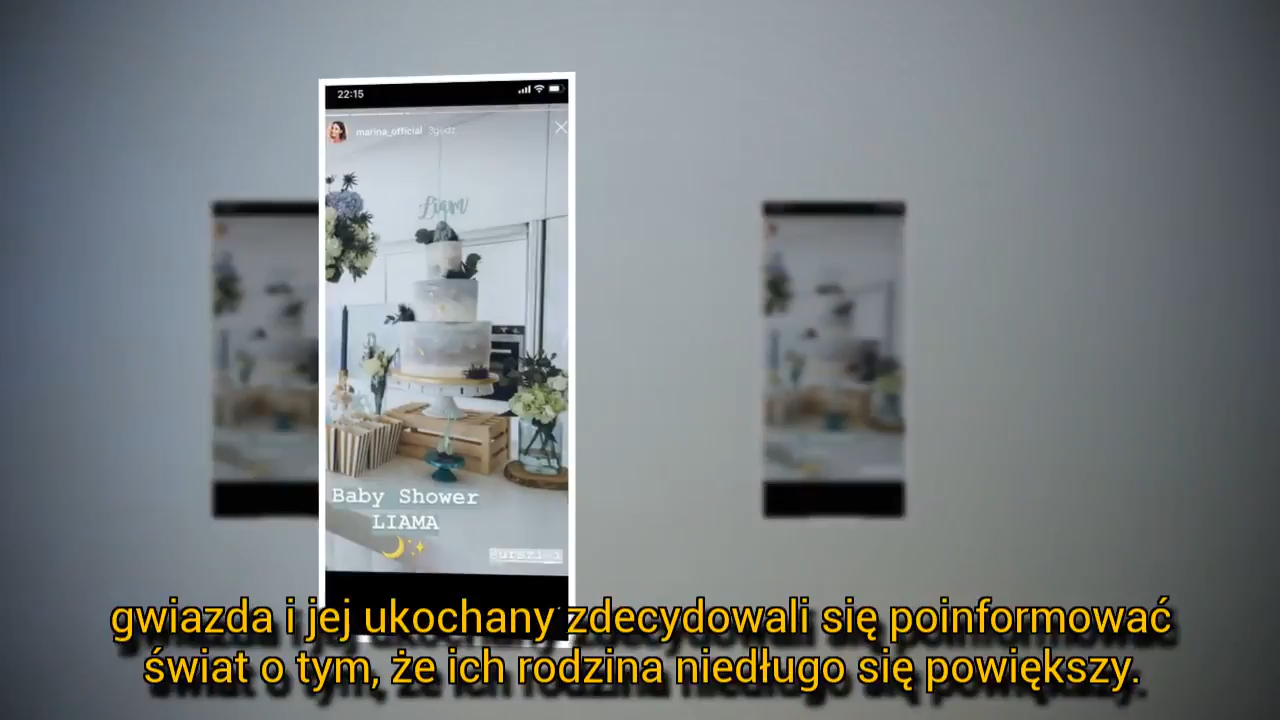 22:15
marina_official 3godz
Liam
Baby Shower
LIAMA
gwiazda i jej ukochany zdecydowali się poinformować
świat o tym, że ich rodzina niedługo się powiększy.